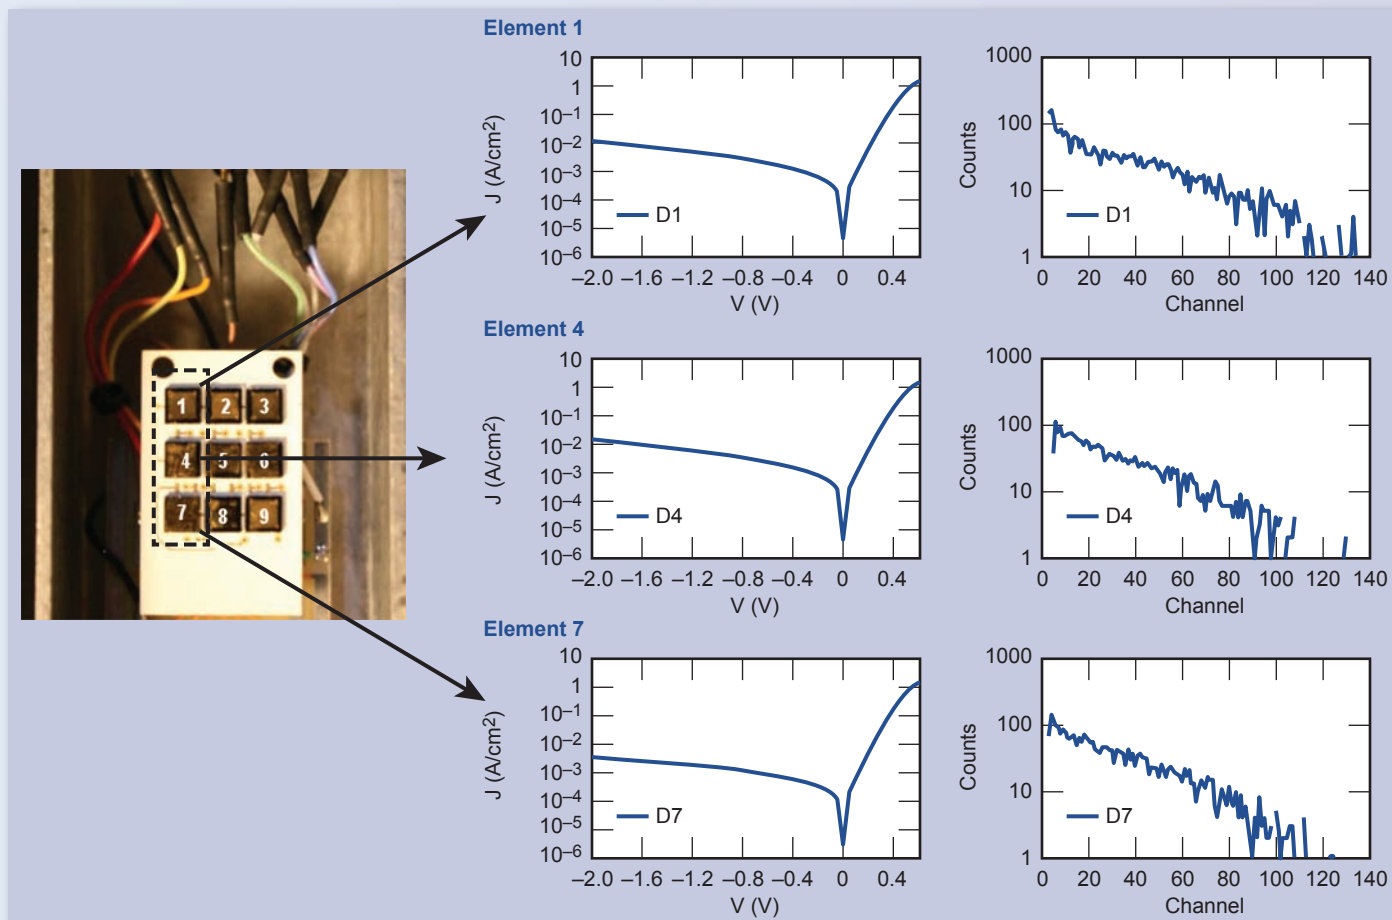 Element 1
10
1
10⁻¹
10⁻²
10⁻³
10⁻⁴
10⁻⁵
10⁻⁶
J (A/cm²)
D1
–2.0 –1.6 –1.2 –0.8 –0.4 0 0.4
V (V)
1000
100
10
1
Counts
D1
0 20 40 60 80 100 120 140
Channel
1 2 3
4 5 6
7 8 9
Element 4
10
1
10⁻¹
10⁻²
10⁻³
10⁻⁴
10⁻⁵
10⁻⁶
J (A/cm²)
D4
–2.0 –1.6 –1.2 –0.8 –0.4 0 0.4
V (V)
1000
100
10
1
Counts
D4
0 20 40 60 80 100 120 140
Channel
Element 7
10
1
10⁻¹
10⁻²
10⁻³
10⁻⁴
10⁻⁵
10⁻⁶
J (A/cm²)
D7
–2.0 –1.6 –1.2 –0.8 –0.4 0 0.4
V (V)
1000
100
10
1
Counts
D7
0 20 40 60 80 100 120 140
Channel